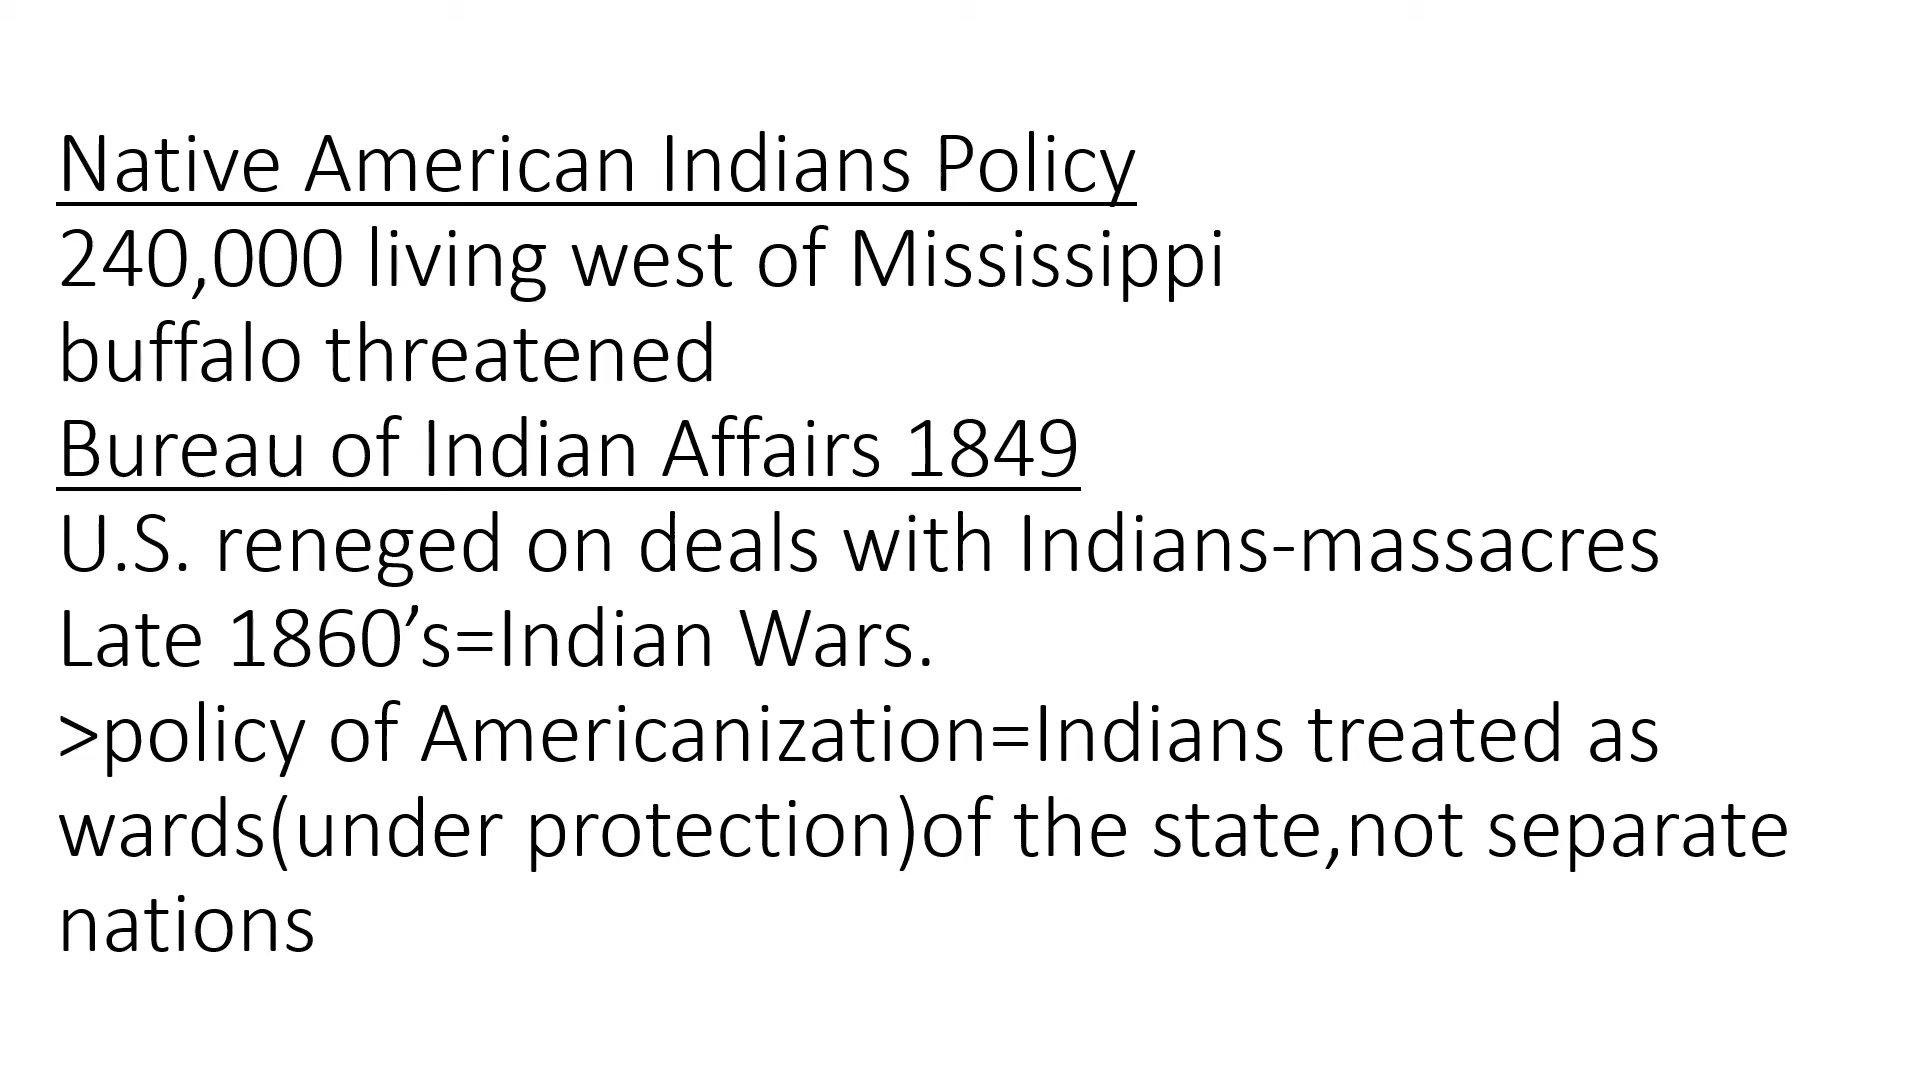 Native American Indians Policy
240,000 living west of Mississippi
buffalo threatened
Bureau of Indian Affairs 1849
U.S. reneged on deals with Indians-massacres
Late 1860’s=Indian Wars.
>policy of Americanization=Indians treated as
wards(under protection)of the state,not separate
nations